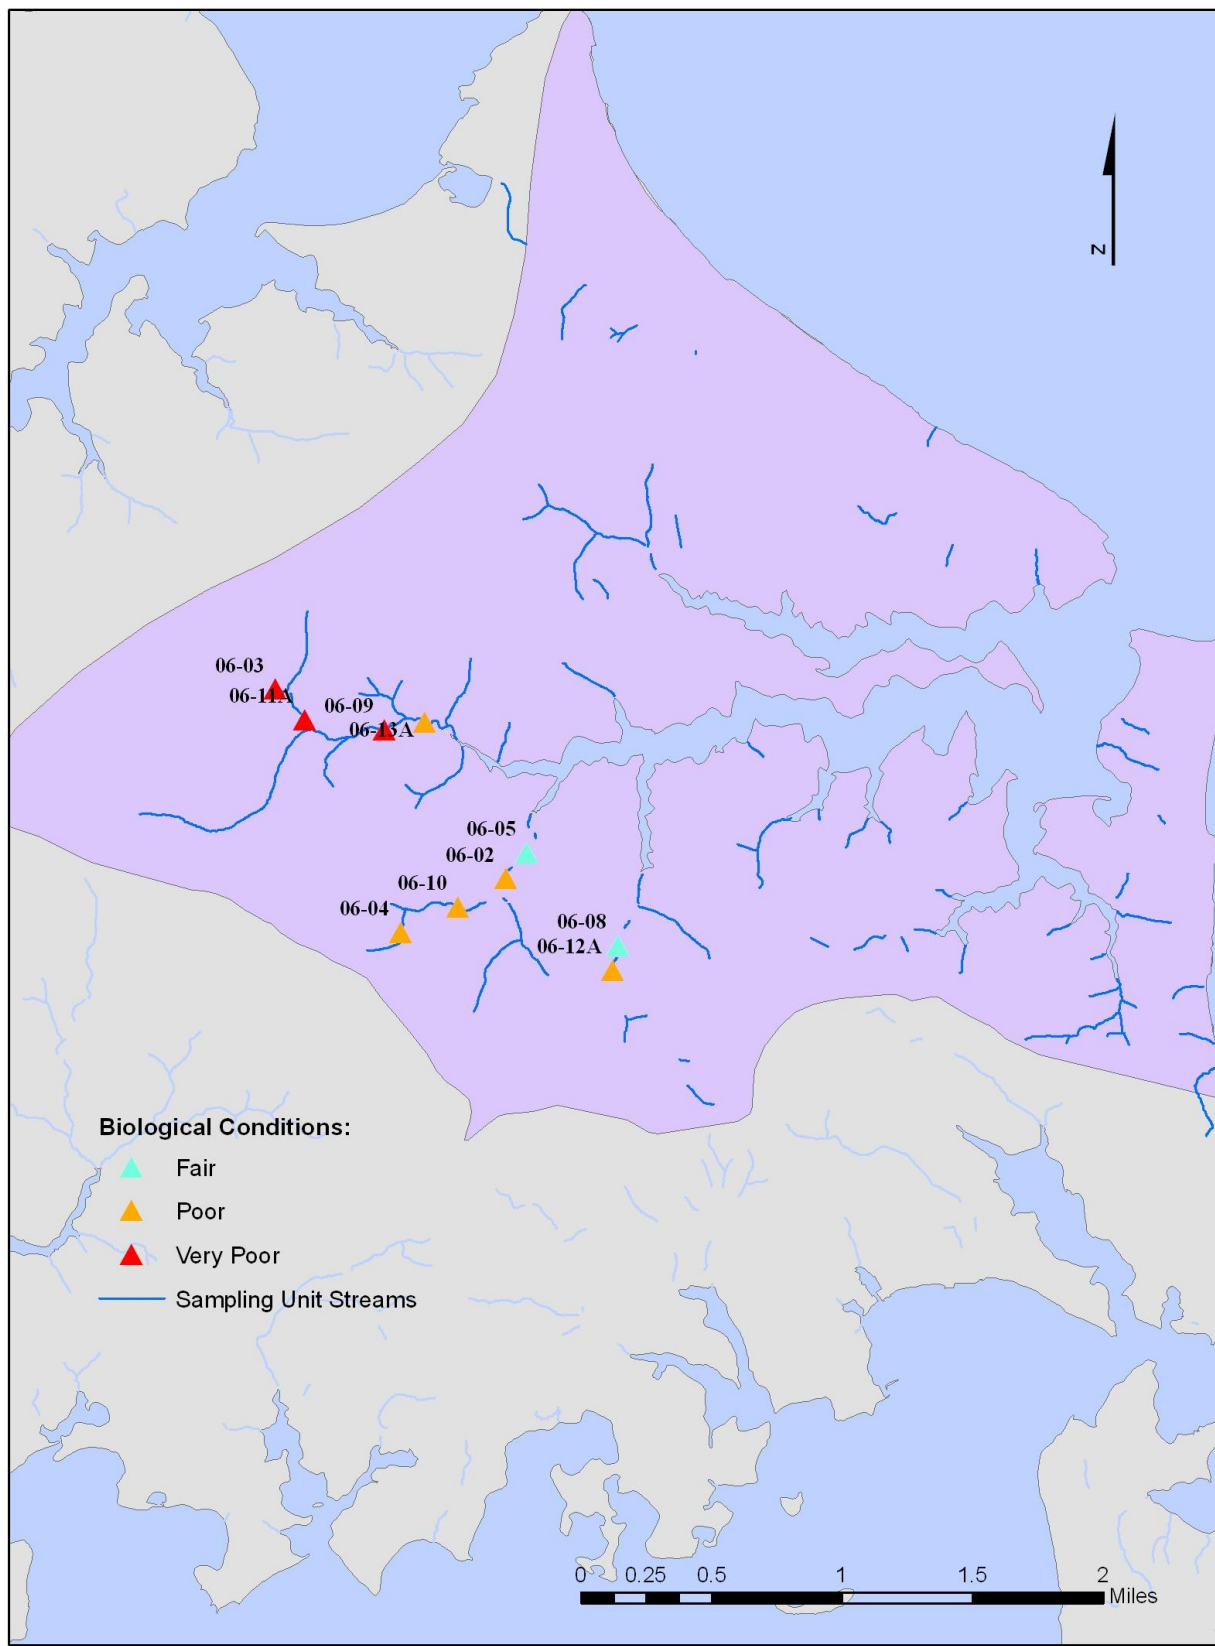 Z
06-03
06-11A
06-09
06-13A
06-05
06-02
06-10
06-04
06-08
06-12A
Biological Conditions:
Fair
Poor
Very Poor
Sampling Unit Streams
0 0.25 0.5 1 1.5 2
Miles